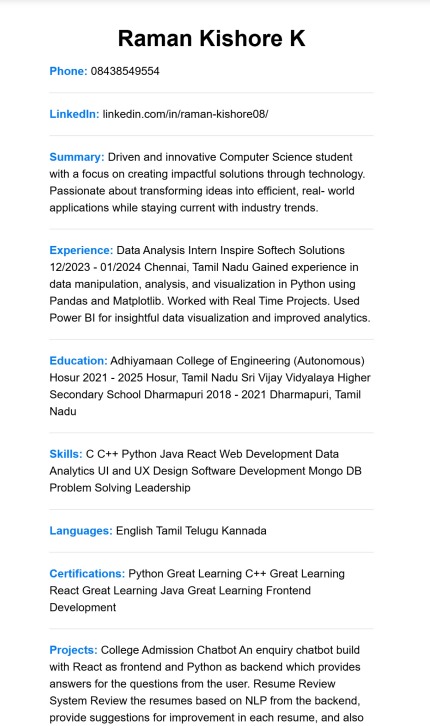 Raman Kishore K
Phone: 08438549554
LinkedIn: linkedin.com/in/raman-kishore08/
Summary: Driven and innovative Computer Science student
with a focus on creating impactful solutions through technology.
Passionate about transforming ideas into efficient, real- world
applications while staying current with industry trends.
Experience: Data Analysis Intern Inspire Softech Solutions
12/2023 - 01/2024 Chennai, Tamil Nadu Gained experience in
data manipulation, analysis, and visualization in Python using
Pandas and Matplotlib. Worked with Real Time Projects. Used
Power BI for insightful data visualization and improved analytics.
Education: Adhiyamaan College of Engineering (Autonomous)
Hosur 2021 - 2025 Hosur, Tamil Nadu Sri Vijay Vidyalaya Higher
Secondary School Dharmapuri 2018 - 2021 Dharmapuri, Tamil
Nadu
Skills: C C++ Python Java React Web Development Data
Analytics UI and UX Design Software Development Mongo DB
Problem Solving Leadership
Languages: English Tamil Telugu Kannada
Certifications: Python Great Learning C++ Great Learning
React Great Learning Java Great Learning Frontend
Development
Projects: College Admission Chatbot An enquiry chatbot build
with React as frontend and Python as backend which provides
answers for the questions from the user. Resume Review
System Review the resumes based on NLP from the backend,
provide suggestions for improvement in each resume, and also